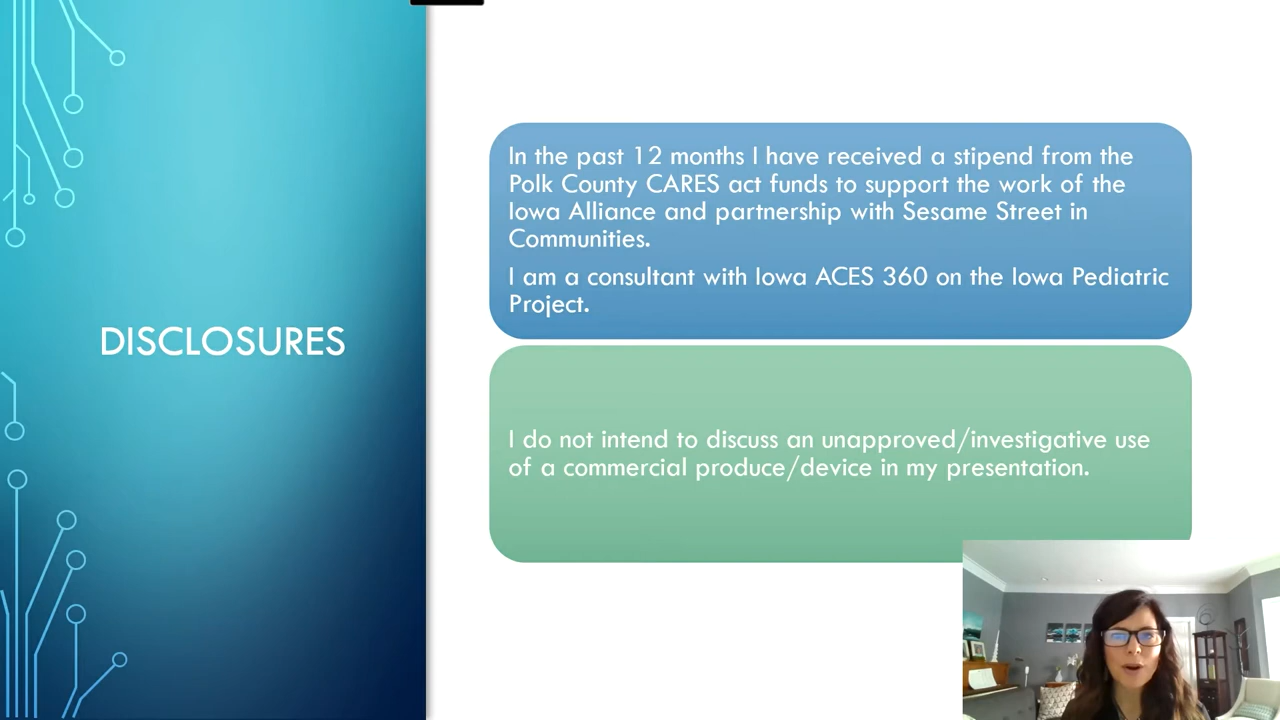 DISCLOSURES
In the past 12 months I have received a stipend from the
Polk County CARES act funds to support the work of the
Iowa Alliance and partnership with Sesame Street in
Communities.
I am a consultant with Iowa ACES 360 on the Iowa Pediatric
Project.
I do not intend to discuss an unapproved/investigative use
of a commercial produce/device in my presentation.